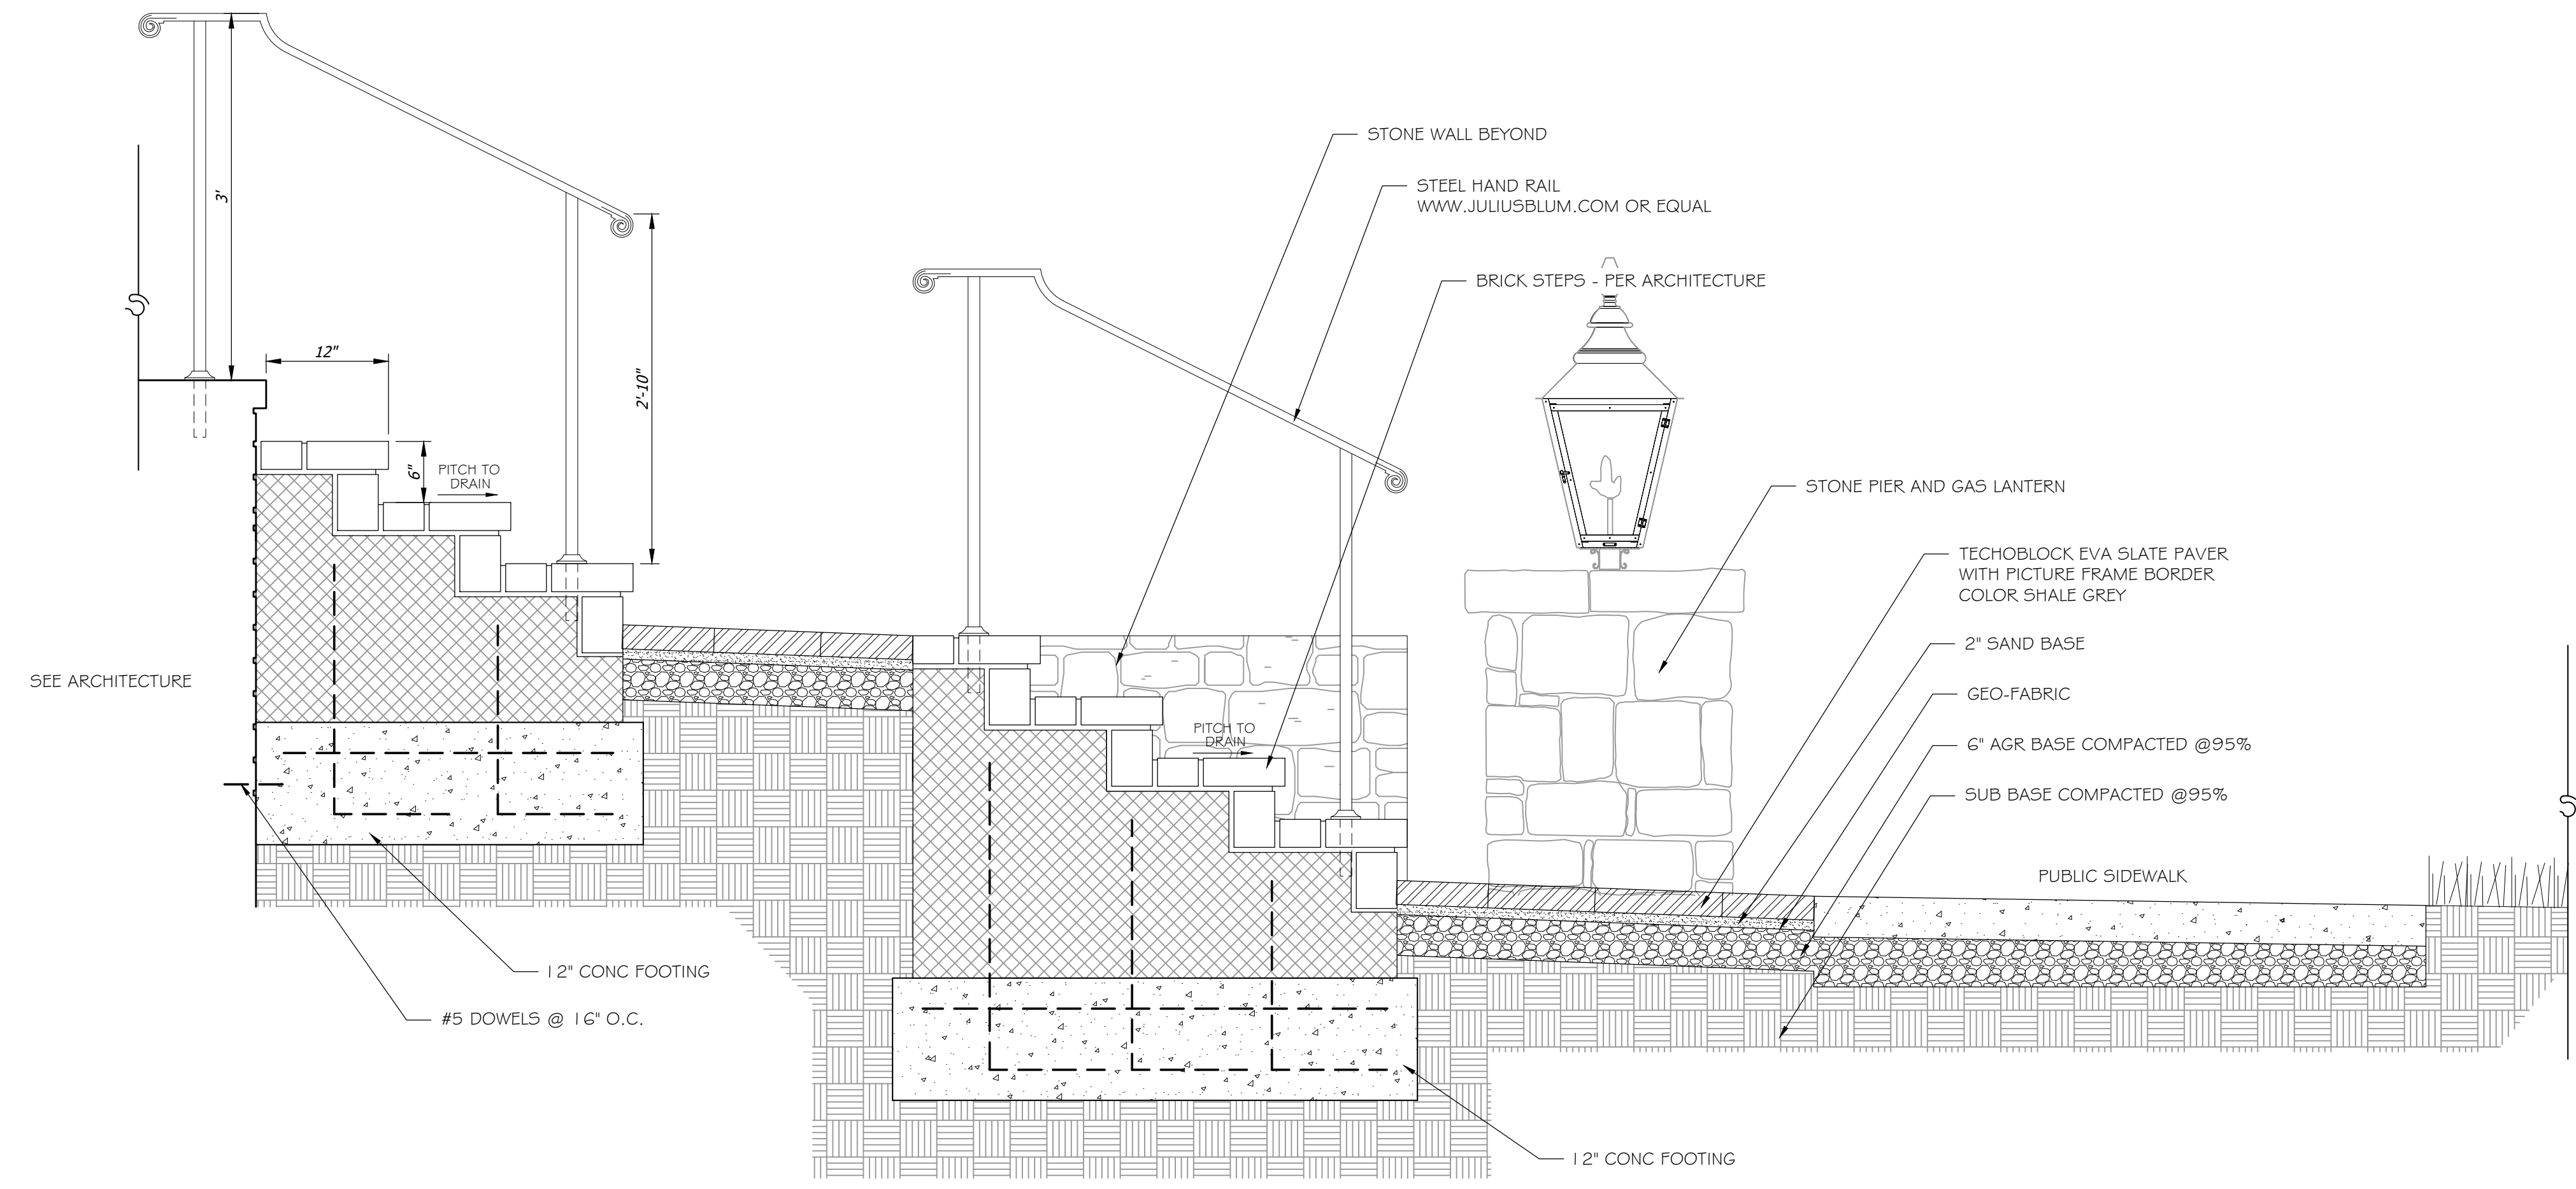 STONE WALL BEYOND
STEEL HAND RAIL
WWW.JULIUSBLUM.COM OR EQUAL
3'
BRICK STEPS - PER ARCHITECTURE
12"
2'-10"
6"
PITCH TO
DRAIN
STONE PIER AND GAS LANTERN
TECHOBLOCK EVA SLATE PAVER
WITH PICTURE FRAME BORDER
COLOR SHALE GREY
2" SAND BASE
SEE ARCHITECTURE
GEO-FABRIC
PITCH TO
DRAIN
6" AGR BASE COMPACTED @95%
SUB BASE COMPACTED @95%
PUBLIC SIDEWALK
12" CONC FOOTING
#5 DOWELS @ 16" O.C.
12" CONC FOOTING